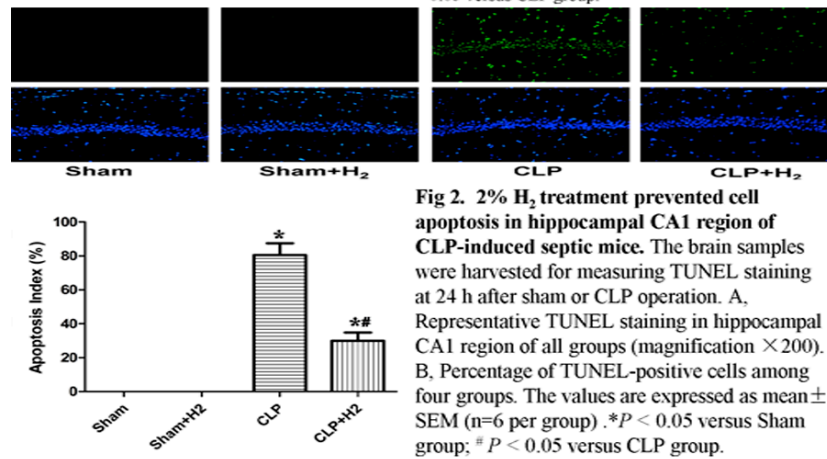 versus CLP group.
Sham
Sham+H₂
CLP
CLP+H₂
Fig 2. 2% H₂ treatment prevented cell
apoptosis in hippocampal CA1 region of
CLP-induced septic mice. The brain samples
were harvested for measuring TUNEL staining
at 24 h after sham or CLP operation. A,
Representative TUNEL staining in hippocampal
CA1 region of all groups (magnification ×200).
B, Percentage of TUNEL-positive cells among
four groups. The values are expressed as mean±
SEM (n=6 per group) .*P < 0.05 versus Sham
group; # P < 0.05 versus CLP group.
Apoptosis Index (%)
100
80
60
40
20
0
*
*#
Sham
Sham+H2
CLP
CLP+H2